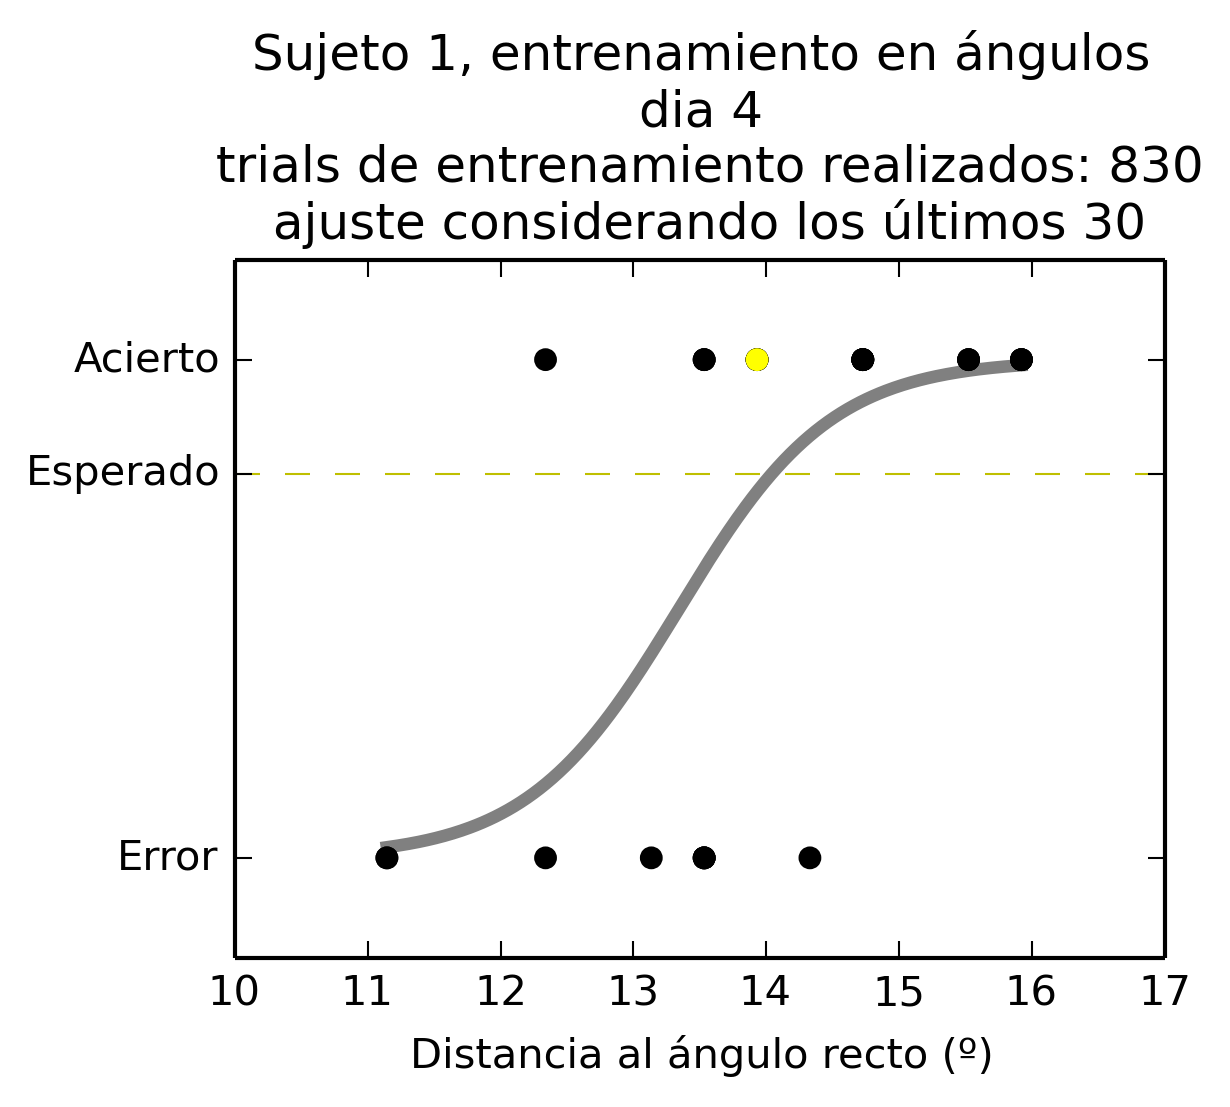 Sujeto 1, entrenamiento en ángulos
dia 4
trials de entrenamiento realizados: 830
ajuste considerando los últimos 30
Acierto
Esperado
Error
10 11 12 13 14 15 16 17
Distancia al ángulo recto (º)